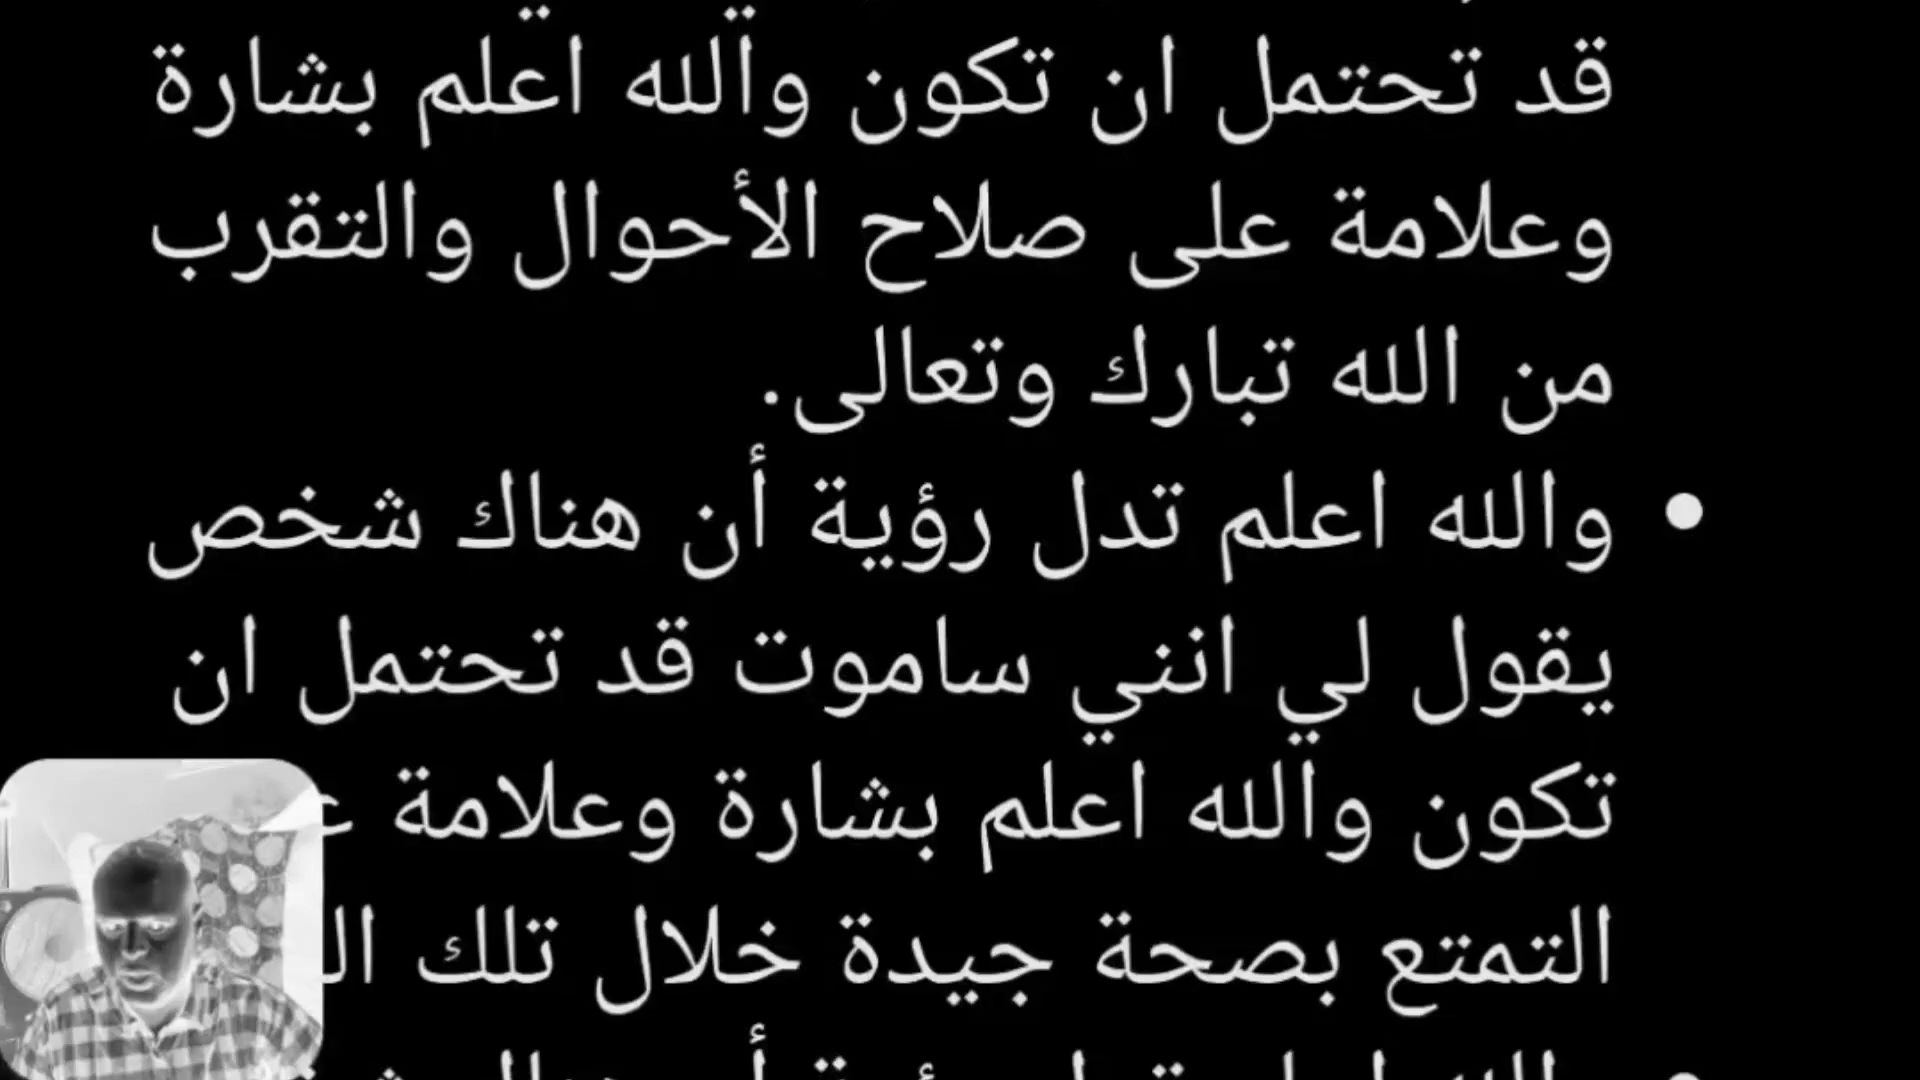 قد تحتمل ان تكون والله اعلم بشارة
وعلامة على صلاح الأحوال والتقرب
من الله تبارك وتعالى.
• والله اعلم تدل رؤية أن هناك شخص
يقول لي انني ساموت قد تحتمل ان
تكون والله اعلم بشارة وعلامة
التمتع بصحة جيدة خلال تلك